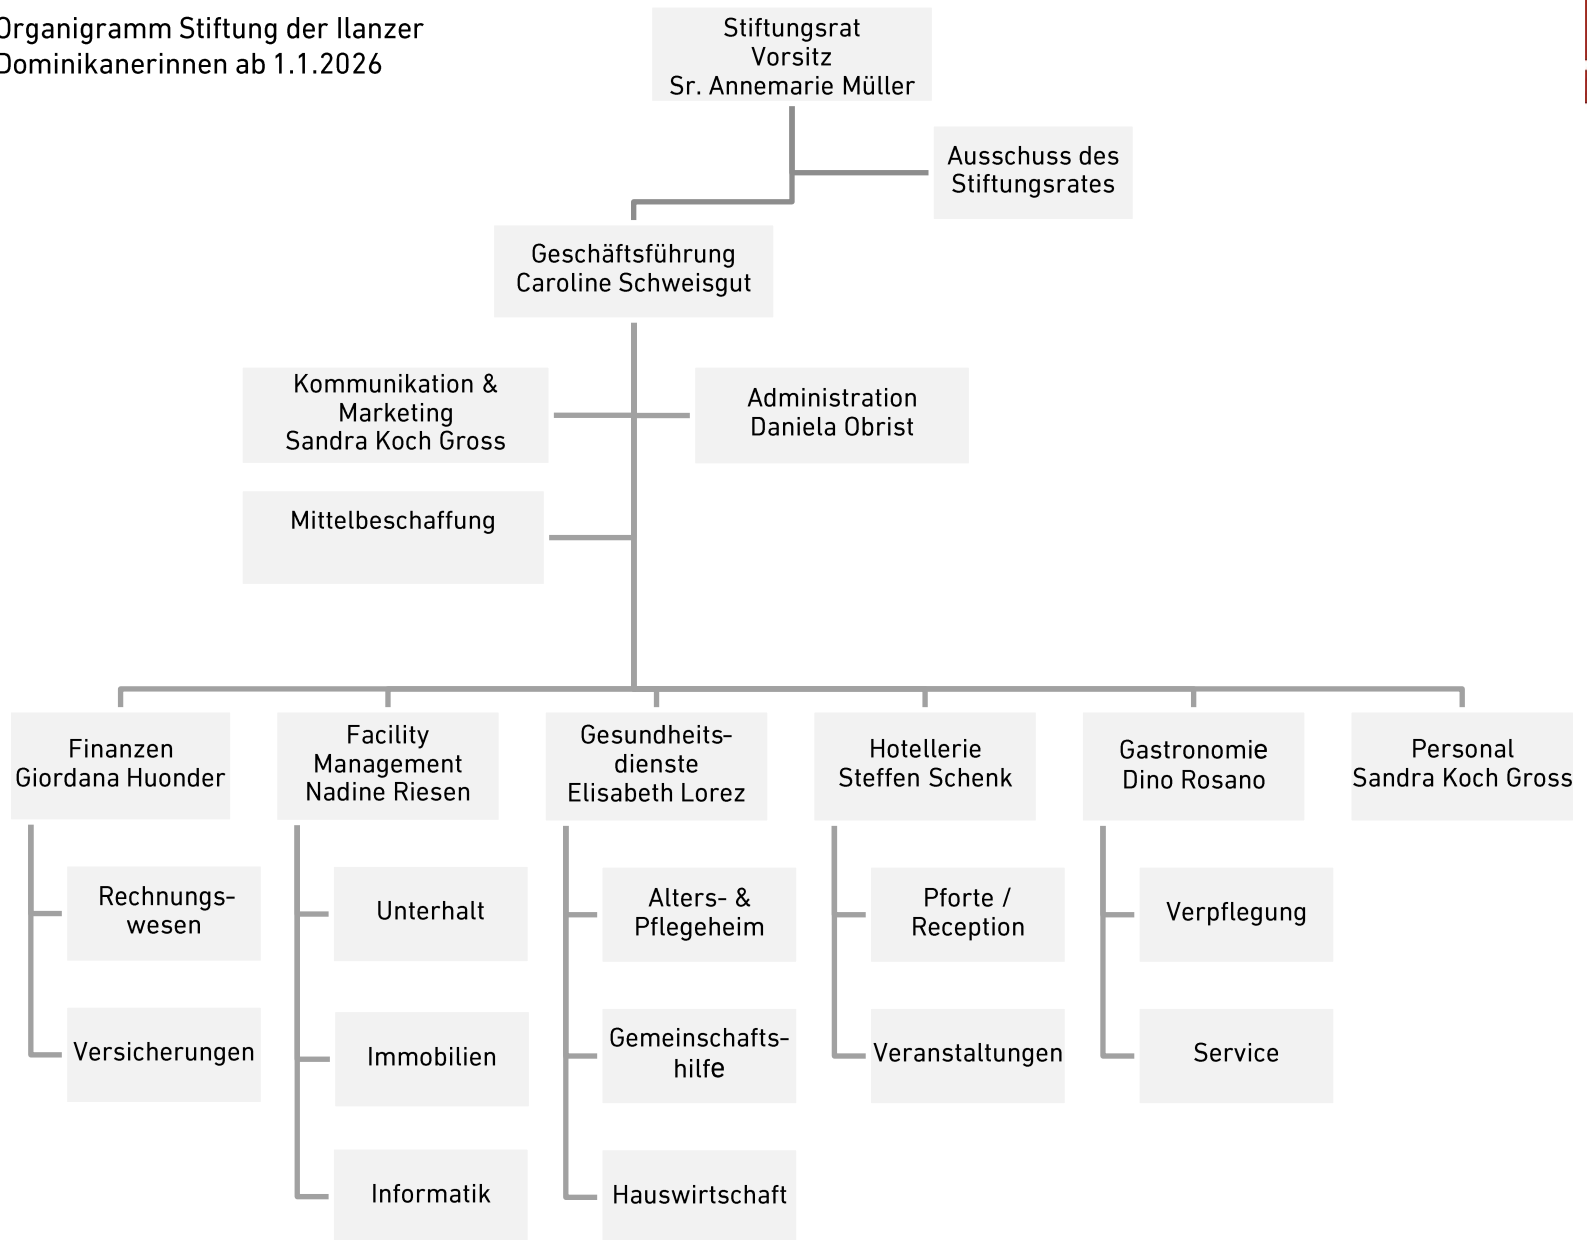 Organigramm Stiftung der Ilanzer
Dominikanerinnen ab 1.1.2026
Stiftungsrat
Vorsitz
Sr. Annemarie Müller
Ausschuss des
Stiftungsrates
Geschäftsführung
Caroline Schweisgut
Kommunikation &
Marketing
Sandra Koch Gross
Administration
Daniela Obrist
Mittelbeschaffung
Finanzen
Giordana Huonder
Facility
Management
Nadine Riesen
Gesundheits-
dienste
Elisabeth Lorez
Hotellerie
Steffen Schenk
Gastronomie
Dino Rosano
Personal
Sandra Koch Gross
Rechnungs-
wesen
Unterhalt
Alters- &
Pflegeheim
Pforte /
Reception
Verpflegung
Versicherungen
Immobilien
Gemeinschafts-
hilfe
Veranstaltungen
Service
Informatik
Hauswirtschaft